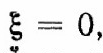 ξ = 0,